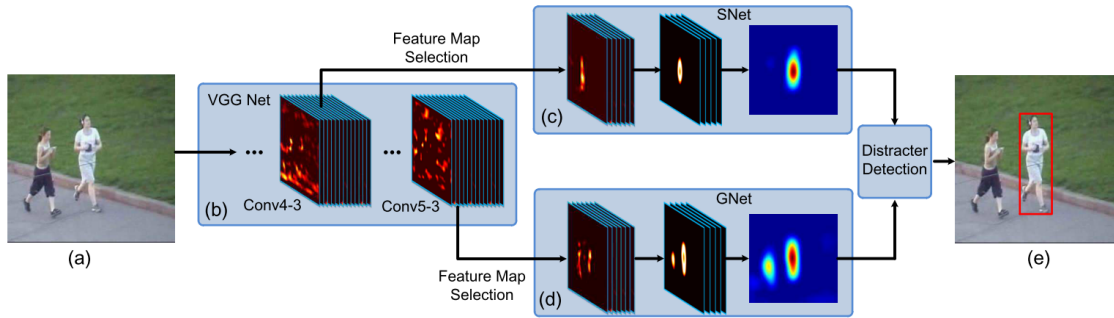 (a)
VGG Net
...
Conv4-3
...
Conv5-3
(b)
Feature Map
Selection
Feature Map
Selection
SNet
(c)
GNet
(d)
Distracter
Detection
(e)